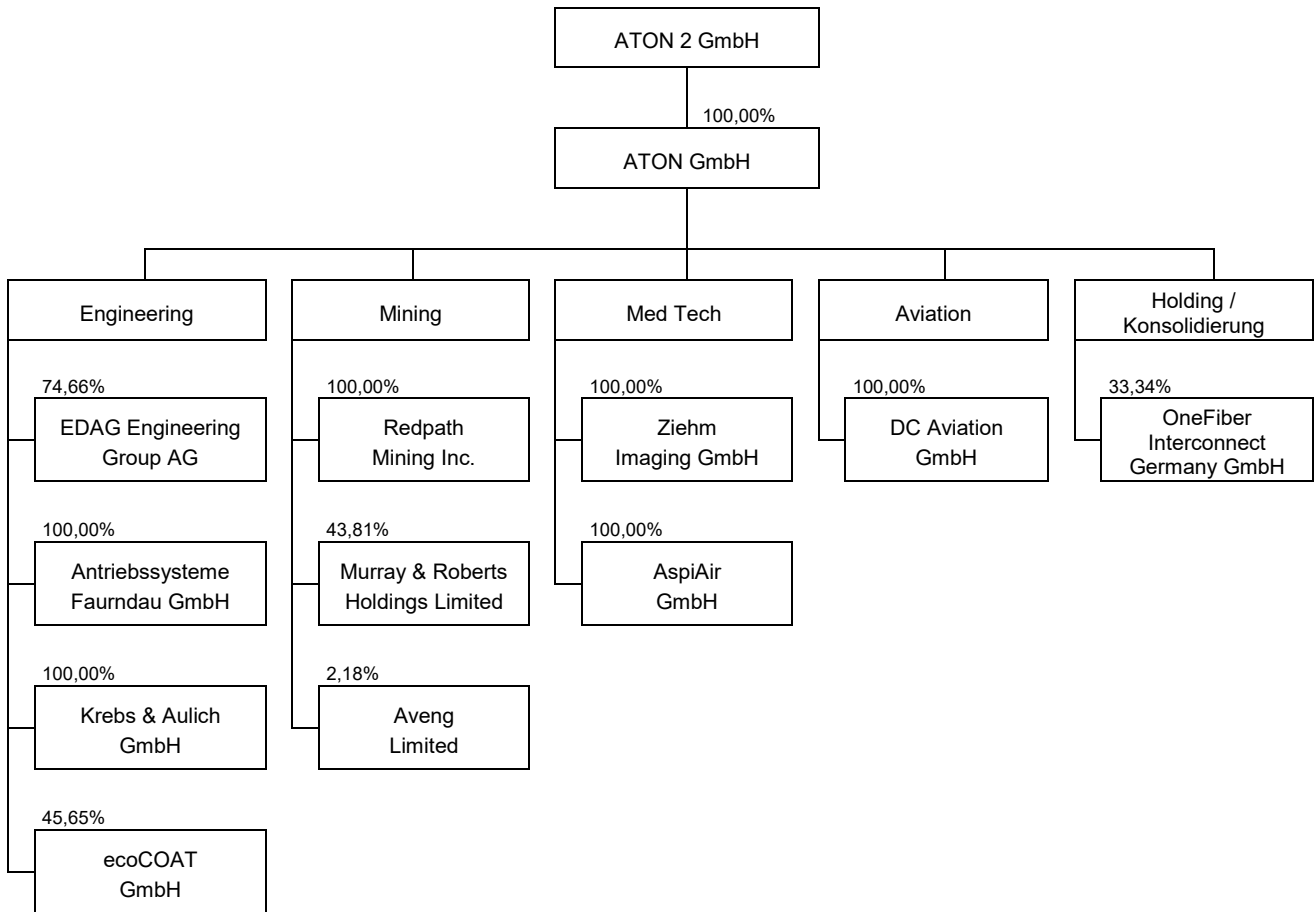 ATON 2 GmbH
100,00%
ATON GmbH
Engineering
Mining
Med Tech
Aviation
Holding /
Konsolidierung
74,66%
EDAG Engineering
Group AG
100,00%
Antriebssysteme
Faurndau GmbH
100,00%
Krebs & Aulich
GmbH
45,65%
ecoCOAT
GmbH
100,00%
Redpath
Mining Inc.
43,81%
Murray & Roberts
Holdings Limited
2,18%
Aveng
Limited
100,00%
Ziehm
Imaging GmbH
100,00%
AspiAir
GmbH
100,00%
DC Aviation
GmbH
33,34%
OneFiber
Interconnect
Germany GmbH